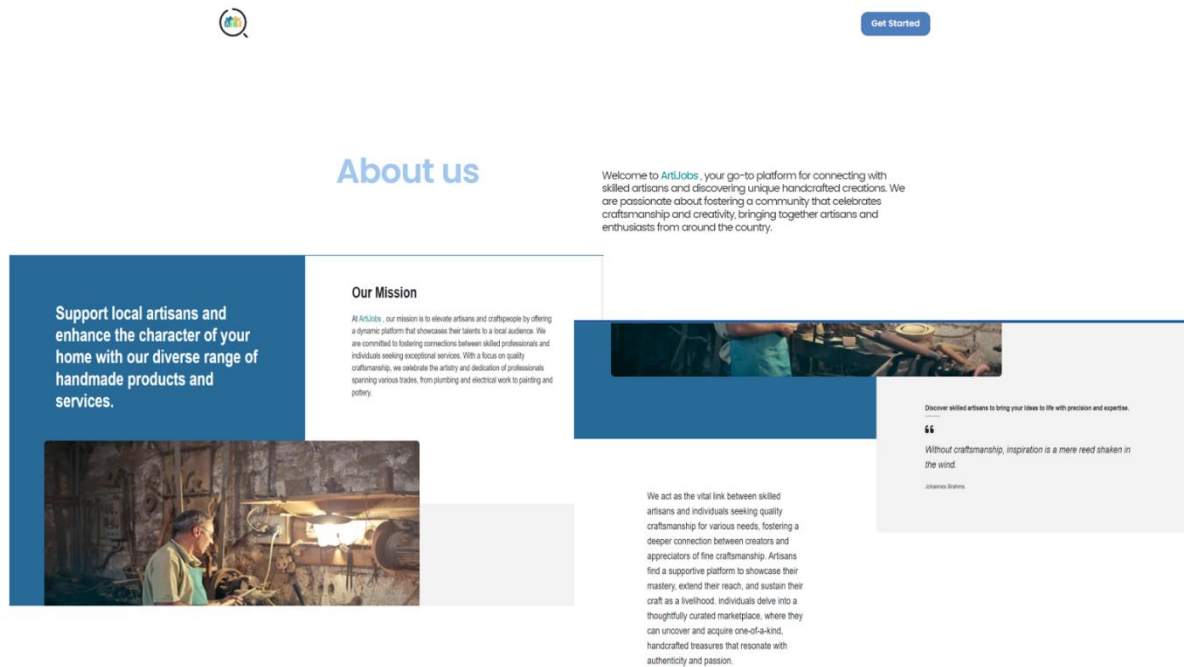 Get Started
About us
Welcome to ArtiJobs , your go-to platform for connecting with
skilled artisans and discovering unique handcrafted creations. We
are passionate about fostering a community that celebrates
craftsmanship and creativity, bringing together artisans and
enthusiasts from around the country.
Support local artisans and
enhance the character of your
home with our diverse range of
handmade products and
services.
Our Mission
At ArtiJobs , our mission is to elevate artisans and craftspeople by offering
a dynamic platform that showcases their talents to a local audience. We
are committed to fostering connections between skilled professionals and
individuals seeking exceptional services. With a focus on quality
craftsmanship, we celebrate the artistry and dedication of professionals
spanning various trades, from plumbing and electrical work to painting and
pottery.
Discover skilled artisans to bring your ideas to life with precision and expertise.
“
Without craftsmanship, inspiration is a mere reed shaken in
the wind.
Johannes Brahms
We act as the vital link between skilled
artisans and individuals seeking quality
craftsmanship for various needs, fostering a
deeper connection between creators and
appreciators of fine craftsmanship. Artisans
find a supportive platform to showcase their
mastery, extend their reach, and sustain their
craft as a livelihood. individuals delve into a
thoughtfully curated marketplace, where they
can uncover and acquire one-of-a-kind,
handcrafted treasures that resonate with
authenticity and passion.